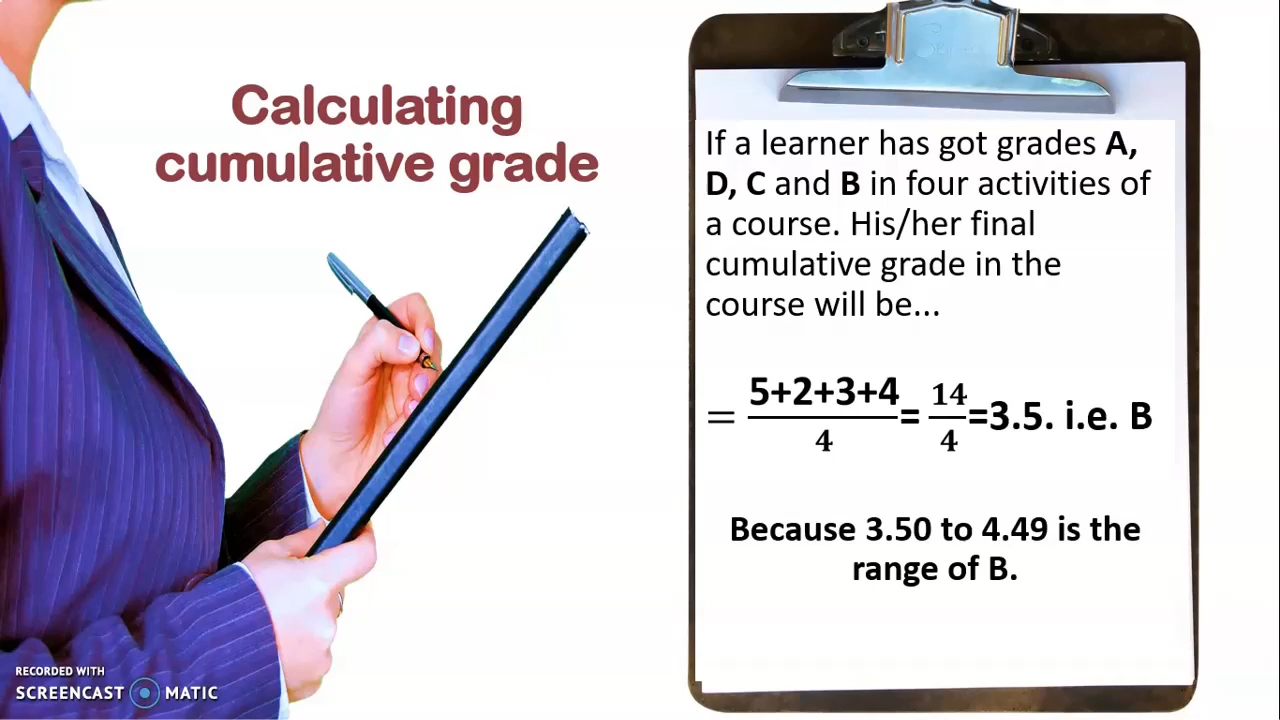 Calculating
cumulative grade
If a learner has got grades A,
D, C and B in four activities of
a course. His/her final
cumulative grade in the
course will be...
= 5+2+3+4/4= 14/4=3.5. i.e. B
Because 3.50 to 4.49 is the
range of B.
RECORDED WITH
SCREENCAST MATIC